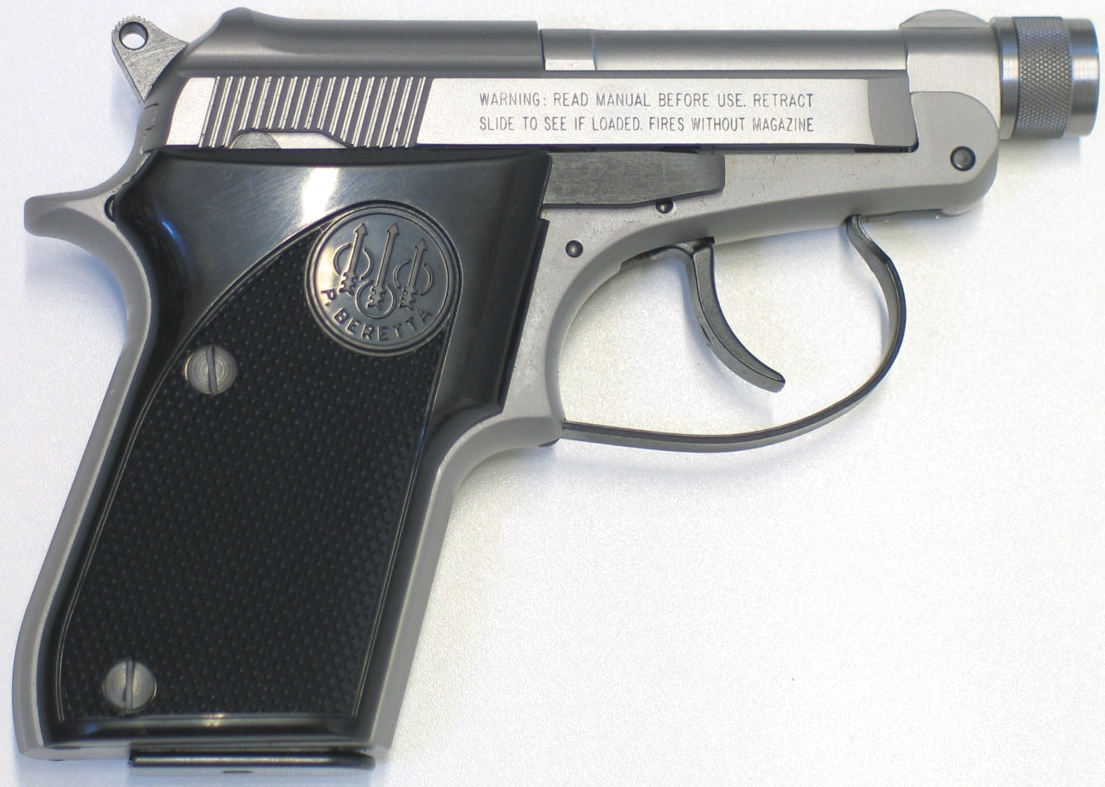 WARNING: READ MANUAL BEFORE USE. RETRACT
SLIDE TO SEE IF LOADED. FIRES WITHOUT MAGAZINE
P. BERETTA